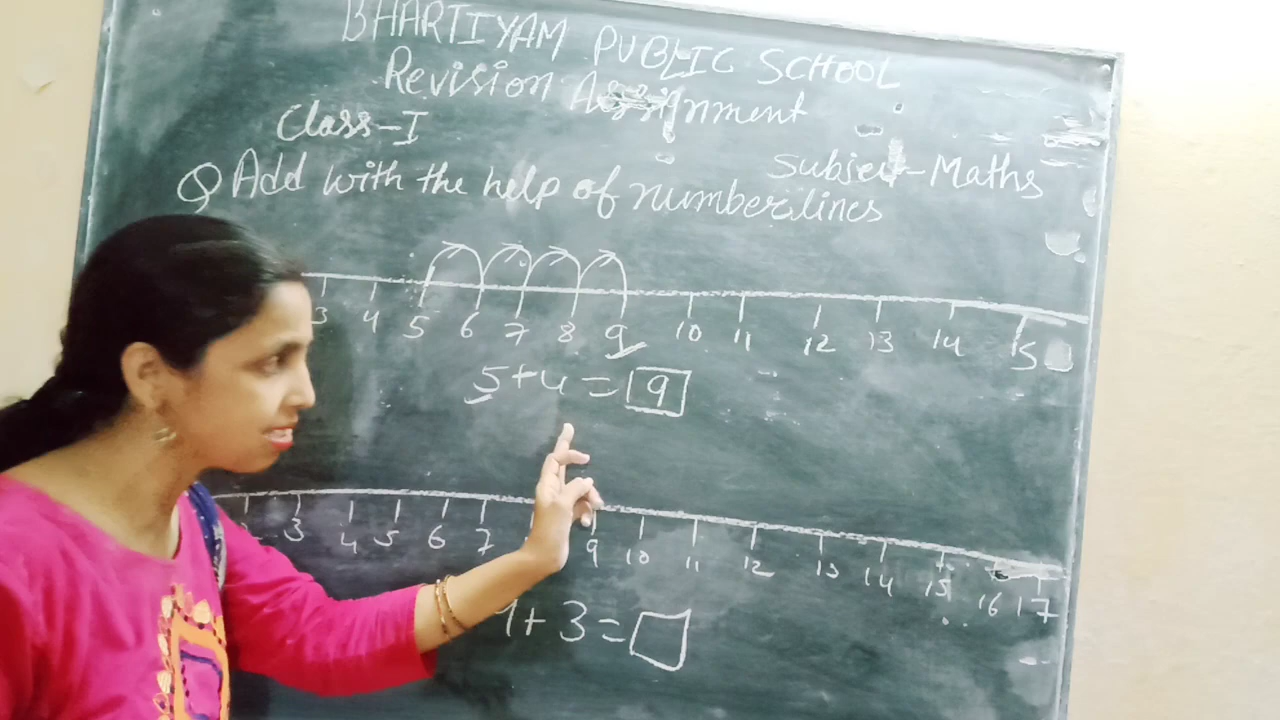 BHARTIYAM PUBLIC SCHOOL
Revision Assignment
Class-I
Subject-Maths
Q Add with the help of number lines
3 4 5 6 7 8 9 10 11 12 13 14 15
5+4=9
3 4 5 6 7 9 10 11 12 13 14 15 16 17
+ 3 =